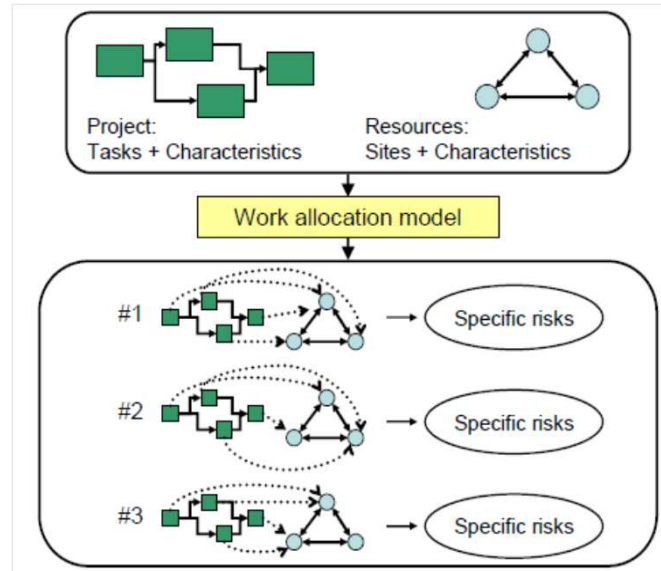 Project:
Tasks + Characteristics
Resources:
Sites + Characteristics
Work allocation model
#1
Specific risks
#2
Specific risks
#3
Specific risks